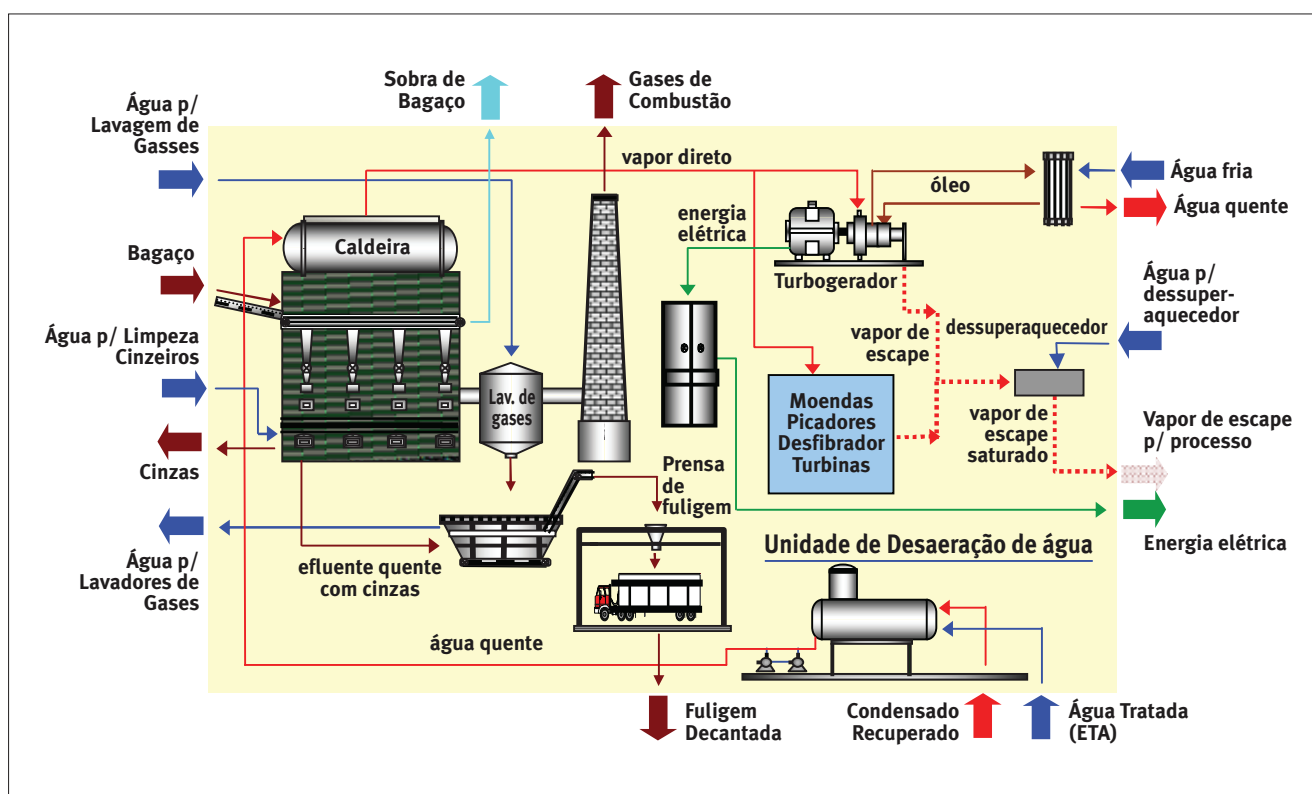 Sobra de
Bagaço
Gases de
Combustão
Água p/
Lavagem de
Gasses
vapor direto
óleo
Água fria
Água quente
energia
elétrica
Caldeira
Bagaço
Turbogerador
Água p/
dessuper-
aquecedor
Água p/ Limpeza
Cinzeiros
vapor de
escape
dessuperaquecedor
Lav. de
gases
Moendas
Picadores
Desfibrador
Turbinas
vapor de
escape
saturado
Vapor de escape
p/ processo
Cinzas
Prensa
de
fuligem
Energia elétrica
Água p/
Lavadores de
Gases
efluente quente
com cinzas
Unidade de Desaeração de água
água quente
Fuligem
Decantada
Condensado
Recuperado
Água Tratada
(ETA)